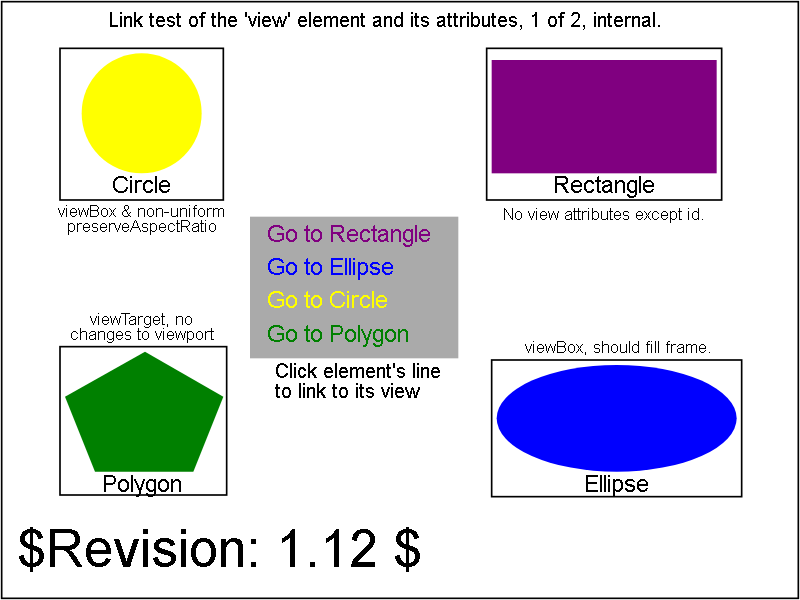 Link test of the 'view' element and its attributes, 1 of 2, internal.
Circle
viewBox & non-uniform
preserveAspectRatio
Rectangle
No view attributes except id.
Go to Rectangle
Go to Ellipse
Go to Circle
Go to Polygon
Click element's line
to link to its view
viewTarget, no
changes to viewport
Polygon
viewBox, should fill frame.
Ellipse
$Revision: 1.12 $